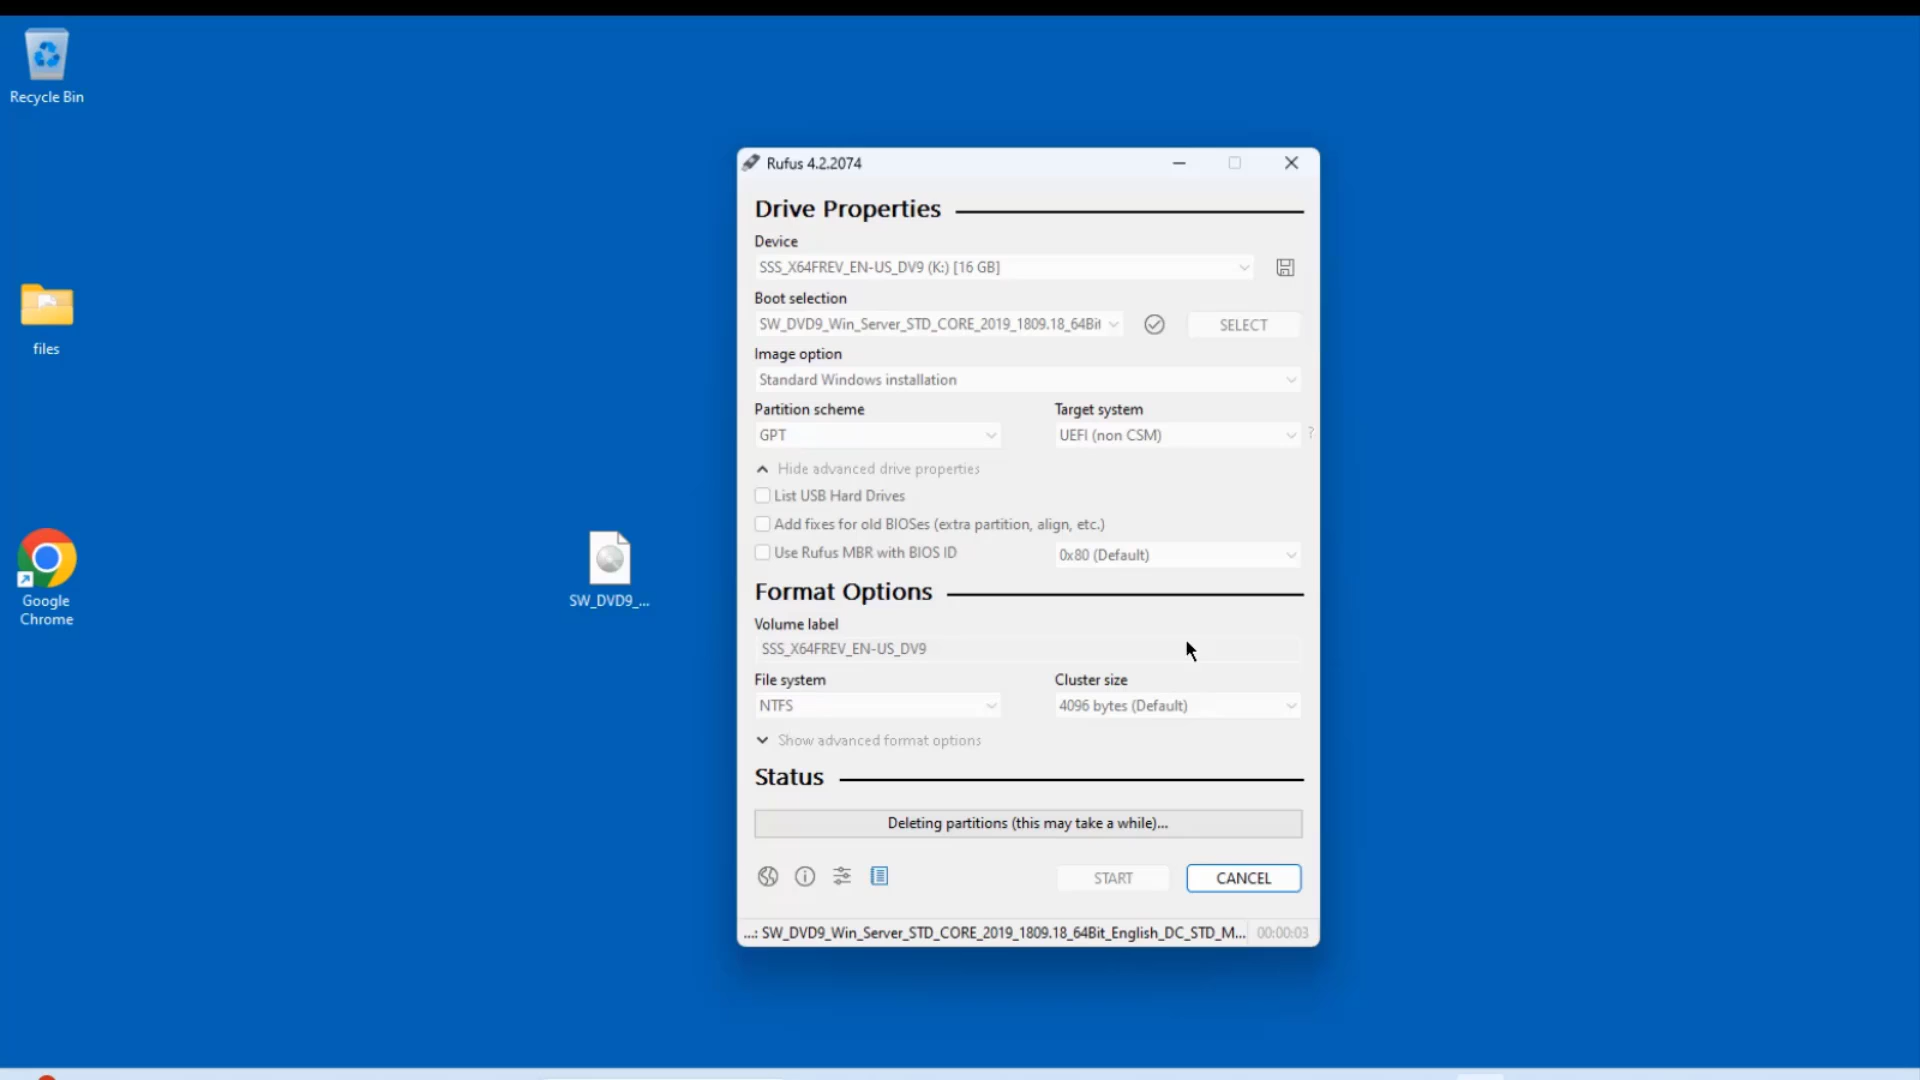 Recycle Bin
files
Google
Chrome
SW_DVD9_...
Rufus 4.2.2074
Drive Properties
Device
SSS_X64FREV_EN-US_DV9 (K:) [16 GB]
Boot selection
SW_DVD9_Win_Server_STD_CORE_2019_1809.18_64Bit
SELECT
Image option
Standard Windows installation
Partition scheme
Target system
GPT
UEFI (non CSM)
?
Hide advanced drive properties
List USB Hard Drives
Add fixes for old BIOSes (extra partition, align, etc.)
Use Rufus MBR with BIOS ID
0x80 (Default)
Format Options
Volume label
SSS_X64FREV_EN-US_DV9
File system
Cluster size
NTFS
4096 bytes (Default)
Show advanced format options
Status
Deleting partitions (this may take a while)...
START
CANCEL
...: SW_DVD9_Win_Server_STD_CORE_2019_1809.18_64Bit_English_DC_STD_M...
00:00:03